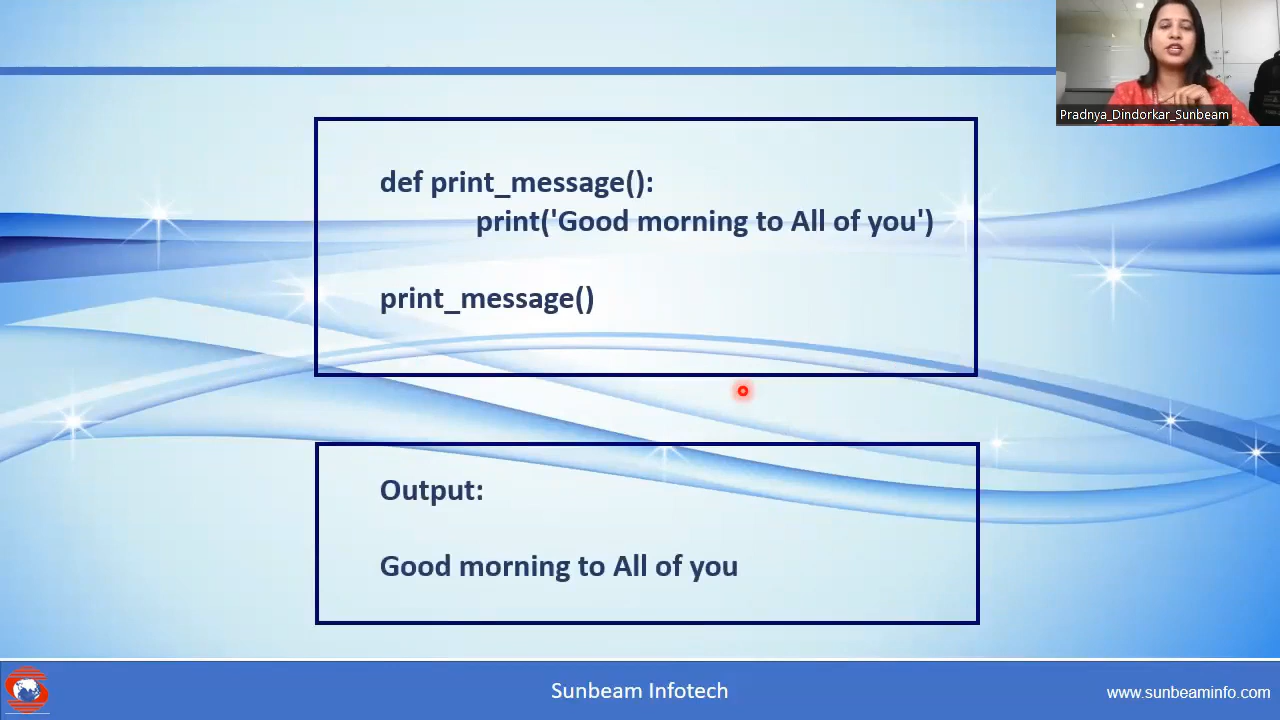 Pradnya_Dindorkar_Sunbeam
def print_message():
print('Good morning to All of you')
print_message()
Output:
Good morning to All of you
Sunbeam Infotech
www.sunbeaminfo.com